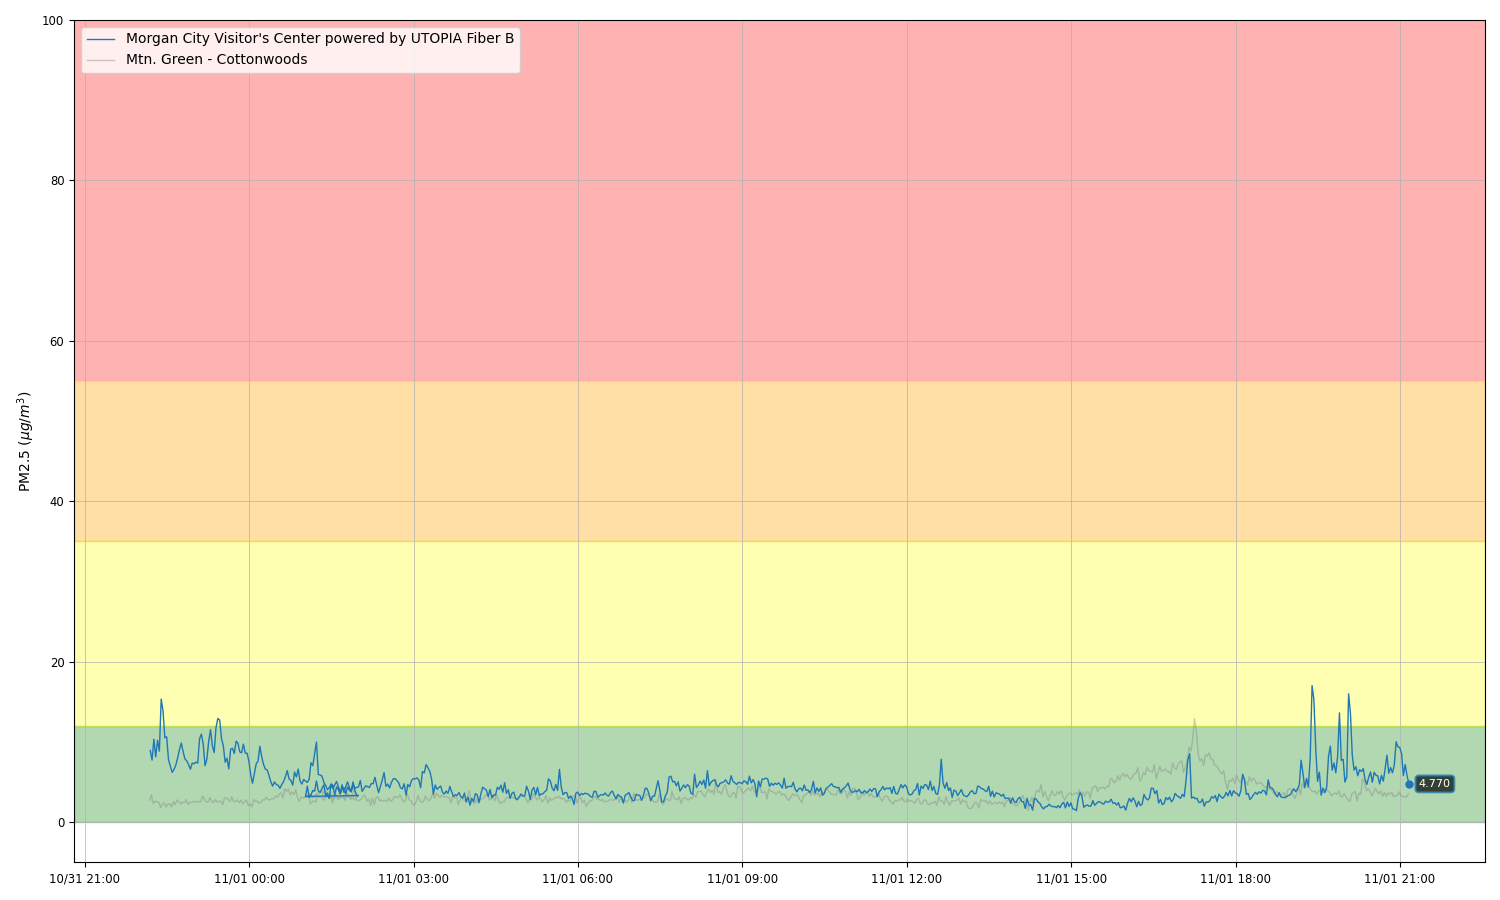 100
Morgan City Visitor's Center powered by UTOPIA Fiber B
Mtn. Green - Cottonwoods
80
60
PM2.5 (μg/m³)
40
20
4.770
0
10/31 21:00 11/01 00:00 11/01 03:00 11/01 06:00 11/01 09:00 11/01 12:00 11/01 15:00 11/01 18:00 11/01 21:00